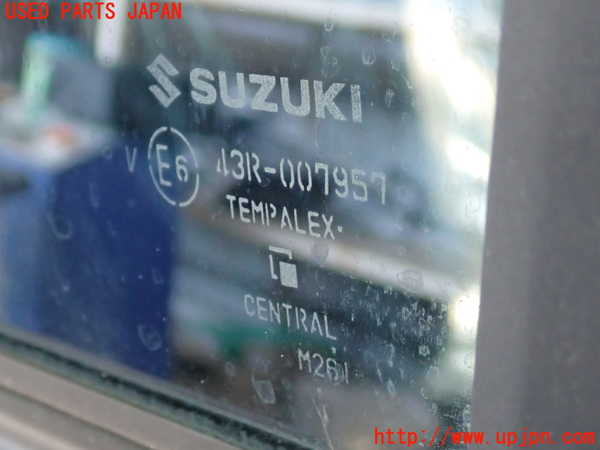 USED PARTS JAPAN
SUZUKI
V E6 43R-007957
TEMPALEX
CENTRAL
M261
http://www.upjpn.com/